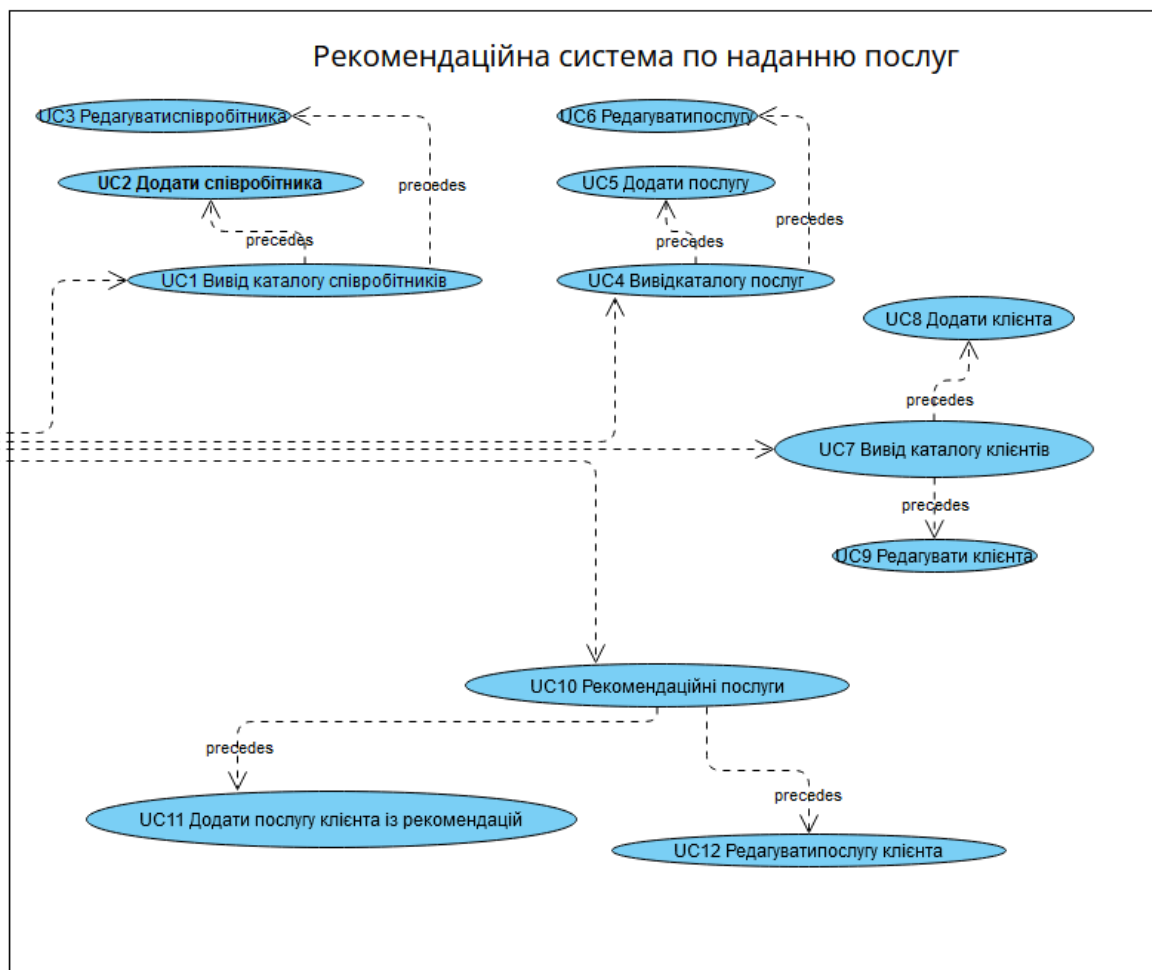 Рекомендаційна система по наданню послуг
UC3 Редагуватиспівробітника
UC6 Редагуватипослугу
UC2 Додати співробітника
precedes
UC5 Додати послугу
precedes
precedes
precedes
UC1 Вивід каталогу співробітників
UC4 Вивідкаталогу послуг
UC8 Додати клієнта
precedes
UC7 Вивід каталогу клієнтів
precedes
UC9 Редагувати клієнта
UC10 Рекомендаційні послуги
precedes
precedes
UC11 Додати послугу клієнта із рекомендацій
UC12 Редагуватипослугу клієнта